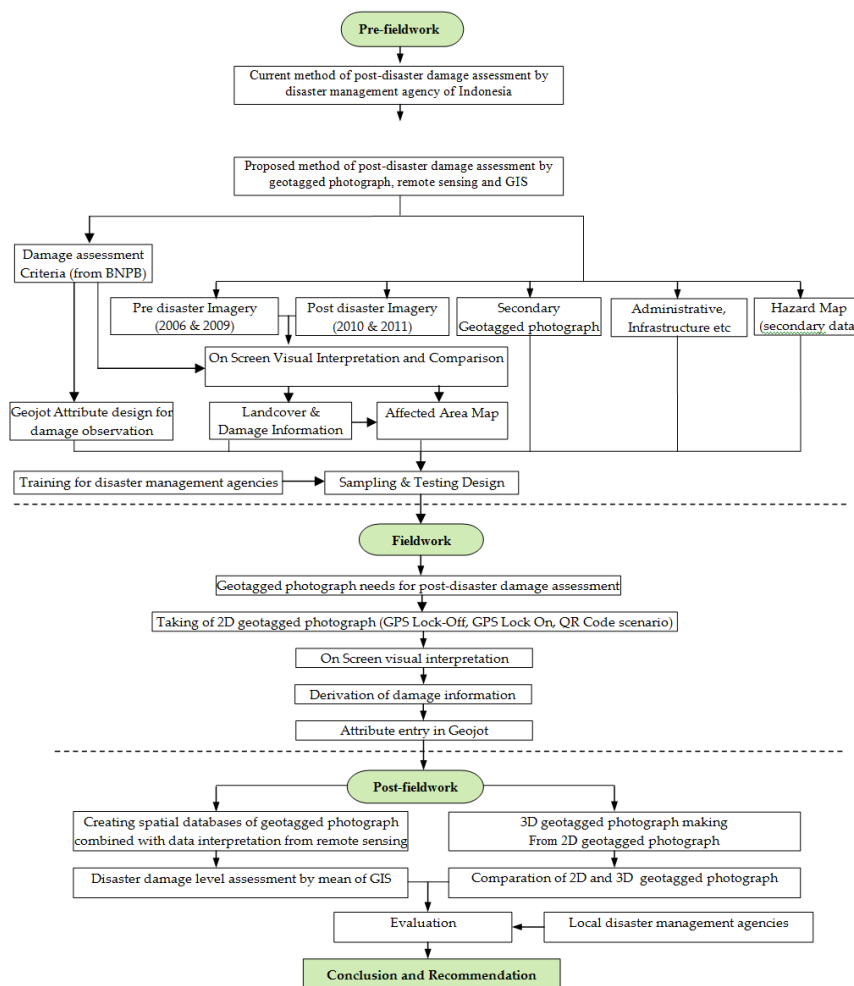 Pre-fieldwork
Current method of post-disaster damage assessment by
disaster management agency of Indonesia
Proposed method of post-disaster damage assessment by
geotagged photograph, remote sensing and GIS
Damage assessment
Criteria (from BNPB)
Pre disaster Imagery
(2006 & 2009)
Post disaster Imagery
(2010 & 2011)
Secondary
Geotagged photograph
Administrative,
Infrastructure etc
Hazard Map
(secondary data
On Screen Visual Interpretation and Comparison
Geojot Attribute design for
damage observation
Landcover &
Damage Information
Affected Area Map
Training for disaster management agencies
Sampling & Testing Design
Fieldwork
Geotagged photograph needs for post-disaster damage assessment
Taking of 2D geotagged photograph (GPS Lock-Off, GPS Lock On, QR Code scenario)
On Screen visual interpretation
Derivation of damage information
Attribute entry in Geojot
Post-fieldwork
Creating spatial databases of geotagged photograph
combined with data interpretation from remote sensing
3D geotagged photograph making
From 2D geotagged photograph
Disaster damage level assessment by mean of GIS
Comparation of 2D and 3D geotagged photograph
Evaluation
Local disaster management agencies
Conclusion and Recommendation